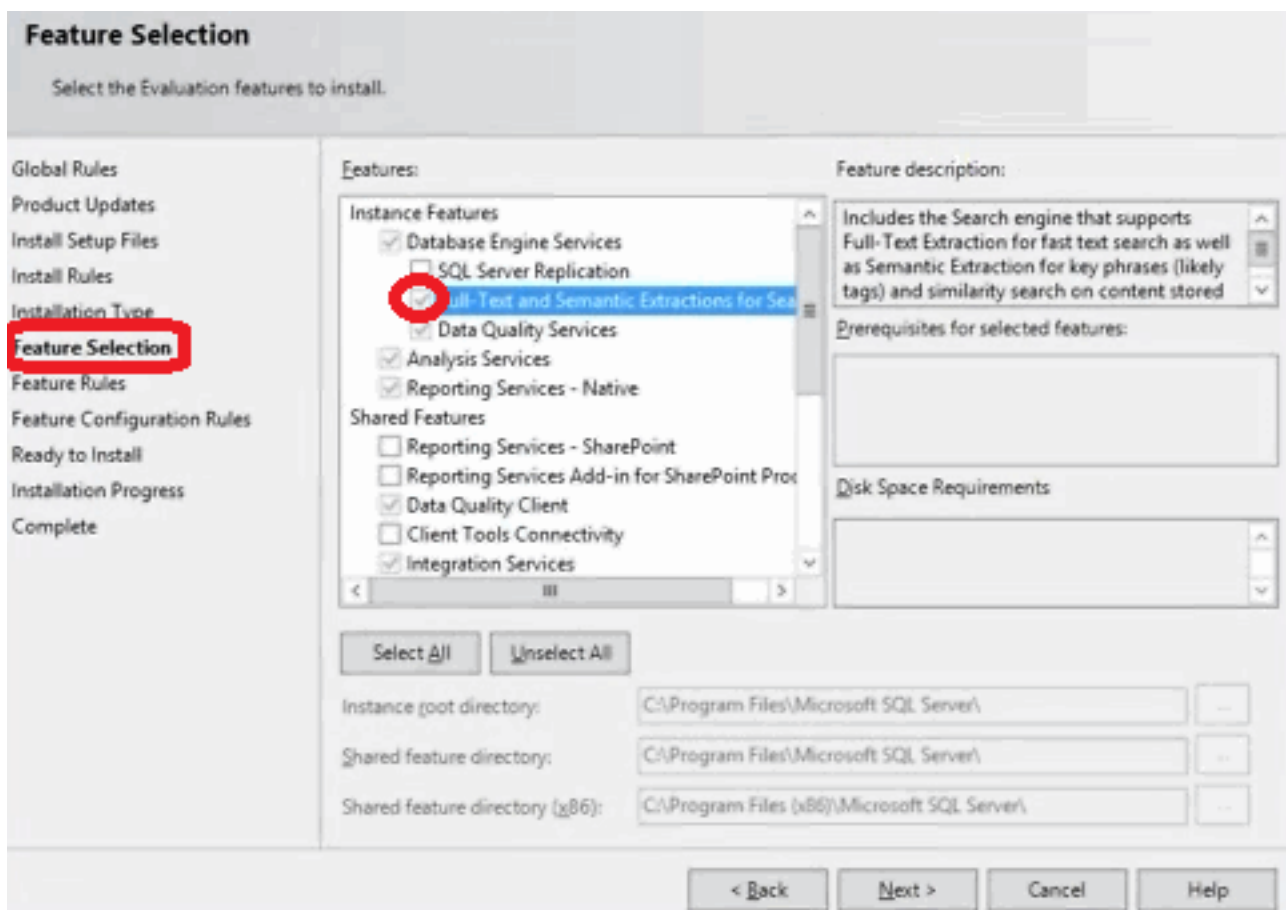 Feature Selection
Select the Evaluation features to install.
Global Rules
Product Updates
Install Setup Files
Install Rules
Installation Type
Feature Selection
Feature Rules
Feature Configuration Rules
Ready to Install
Installation Progress
Complete
Features:
Instance Features
Database Engine Services
SQL Server Replication
Full-Text and Semantic Extractions for Sea
Data Quality Services
Analysis Services
Reporting Services - Native
Shared Features
Reporting Services - SharePoint
Reporting Services Add-in for SharePoint Proc
Data Quality Client
Client Tools Connectivity
Integration Services
Feature description:
Includes the Search engine that supports
Full-Text Extraction for fast text search as well
as Semantic Extraction for key phrases (likely
tags) and similarity search on content stored
Prerequisites for selected features:
Disk Space Requirements
Select All
Unselect All
Instance root directory:
C:\Program Files\Microsoft SQL Server\
...
Shared feature directory:
C:\Program Files\Microsoft SQL Server\
...
Shared feature directory (x86):
C:\Program Files (x86)\Microsoft SQL Server\
...
< Back
Next >
Cancel
Help